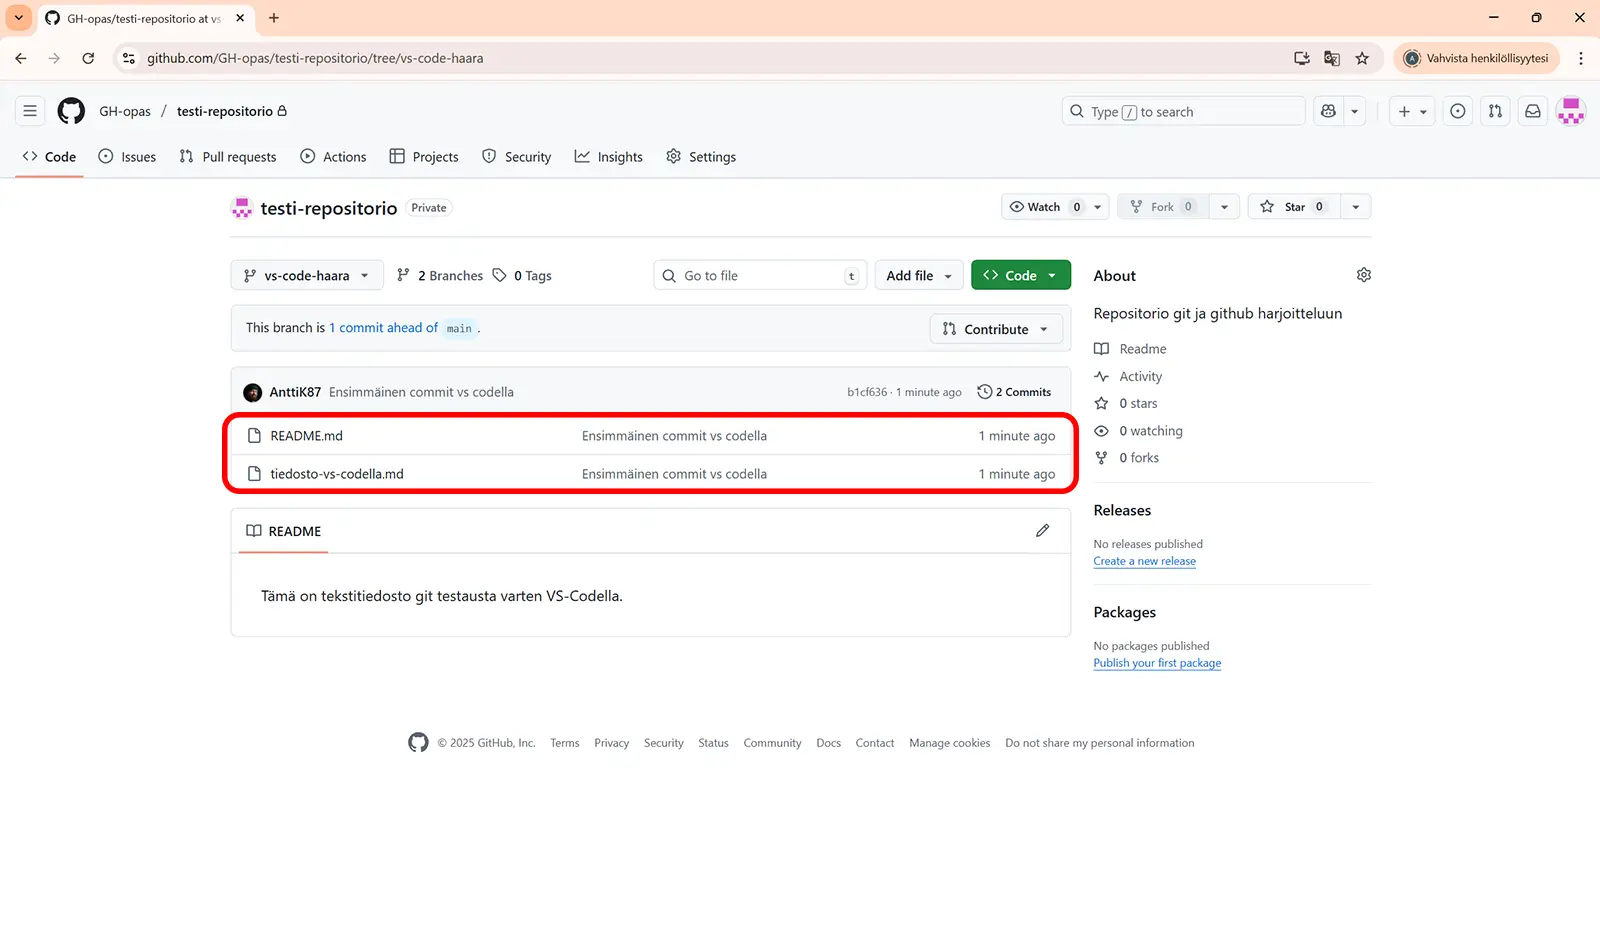 GH-opas/testi-repositorio at vs
github.com/GH-opas/testi-repositorio/tree/vs-code-haara
Vahvista henkilöllisyytesi
GH-opas / testi-repositorio
Type / to search
Code Issues Pull requests Actions Projects Security Insights Settings
testi-repositorio Private
Watch 0 Fork 0 Star 0
vs-code-haara 2 Branches 0 Tags
Go to file t Add file Code
This branch is 1 commit ahead of main .
Contribute
AnttiK87 Ensimmäinen commit vs codella b1cf636 · 1 minute ago 2 Commits
README.md Ensimmäinen commit vs codella 1 minute ago
tiedosto-vs-codella.md Ensimmäinen commit vs codella 1 minute ago
README
Tämä on tekstitiedosto git testausta varten VS-Codella.
About
Repositorio git ja github harjoitteluun
Readme
Activity
0 stars
0 watching
0 forks
Releases
No releases published
Create a new release
Packages
No packages published
Publish your first package
© 2025 GitHub, Inc. Terms Privacy Security Status Community Docs Contact Manage cookies Do not share my personal information